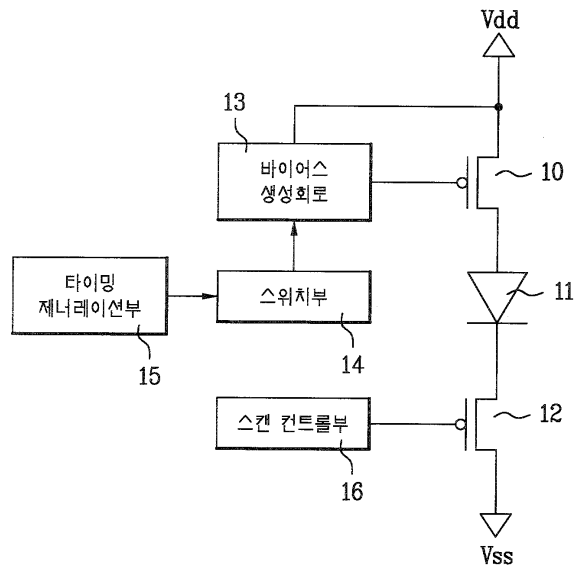 Vdd
13
바이어스
생성회로
10
타이밍
제너레이션부
스위치부
11
15
14
스캔 컨트롤부
12
16
Vss